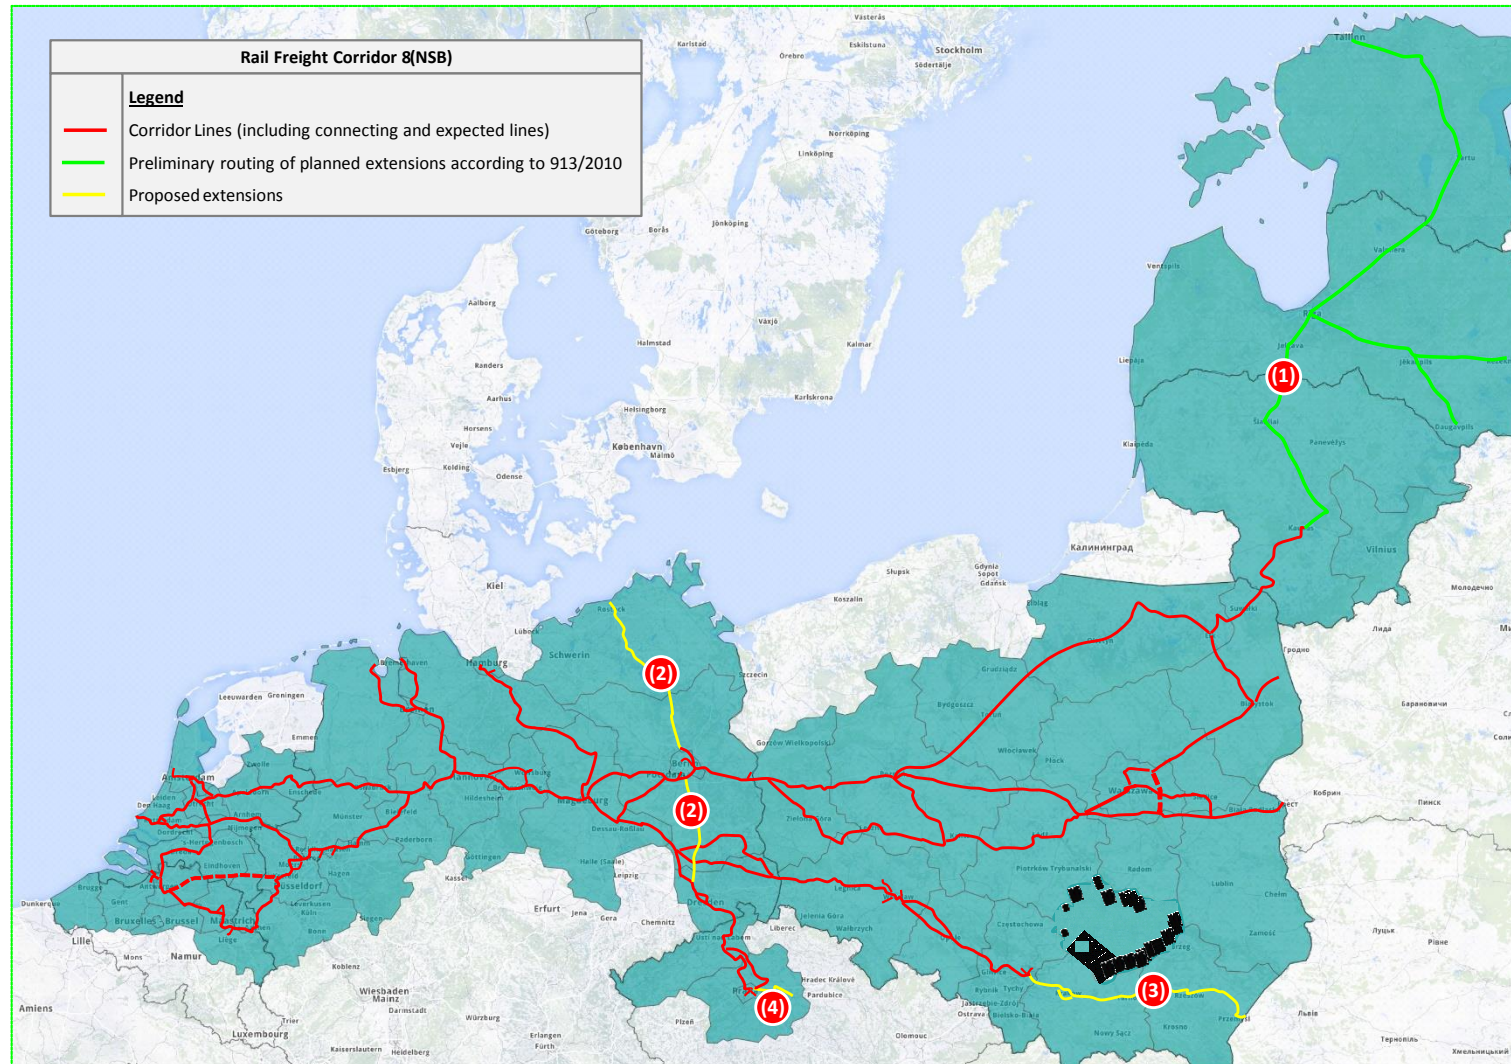 Rail Freight Corridor 8(NSB)
Legend
Corridor Lines (including connecting and expected lines)
Preliminary routing of planned extensions according to 913/2010
Proposed extensions
Västerås
Karlstad
Örebro
Eskilstuna
Stockholm
Södertälje
Norrköping
Linköping
Tallinn
Tartu
Göteborg
Borås
Jönköping
Valmiera
Ventspils
Aalborg
Växjö
Halmstad
Kalmar
Riga
Jelgava
Liepāja
Jēkabpils
Randers
(1)
Aarhus
Karlskrona
Helsingborg
Horsens
Šiauliai
Daugavpils
Vejle
København
Malmö
Klaipėda
Panevėžys
Esbjerg
Kolding
Odense
Kaunas
Vilnius
Калининград
Kiel
Słupsk
Gdynia
Sopot
Gdańsk
Молодечно
Koszalin
Elbląg
Suwałki
Rostock
Lübeck
Лида
Гродно
Schwerin
Olsztyn
Bremerhaven
Hamburg
(2)
Szczecin
Grudziądz
Leeuwarden
Groningen
Bydgoszcz
Toruń
Białystok
Барановичи
Bremen
Emmen
Gorzów Wielkopolski
Włocławek
Płock
Zwolle
Berlin
Potsdam
Amsterdam
Hannover
Wolfsburg
Warszawa
Кобрин
Пинск
Leiden
Den Haag
Utrecht
Enschede
Hildesheim
Magdeburg
(2)
Брест
Arnhem
Nijmegen
Dordrecht
's-Hertogenbosch
Münster
Bielefeld
Paderborn
Dessau-Roßlau
Zielona Góra
Łódź
Eindhoven
Hamm
Göttingen
Halle (Saale)
Leipzig
Piotrków Trybunalski
Radom
Lublin
Chełm
Kassel
Hagen
Düsseldorf
Legnica
Brugge
Gent
Antwerpen
Leverkusen
Köln
Dunkerque
Bruxelles
Brussel
Maastricht
Siegen
Erfurt
Jena
Gera
Chemnitz
Dresden
Jelenia Góra
Wałbrzych
Częstochowa
Zamość
Lille
Bonn
Liège
Usti nad Labem
Liberec
Opole
Луцьк
Рівне
Mons
Namur
Koblenz
Hradec Králové
Pardubice
Gliwice
Amiens
Wiesbaden
Mainz
Darmstadt
Praha
(4)
Rybnik
Tychy
Jastrzębie-Zdrój
Ostrava
Bielsko-Biała
(3)
Rzeszów
Przemyśl
Львів
Trier
Luxembourg
Würzburg
Plzeň
Krosno
Nowy Sącz
Olomouc
Тернопіль
Kaiserslautern
Heidelberg
Erlangen
Fürth
Хмельницький